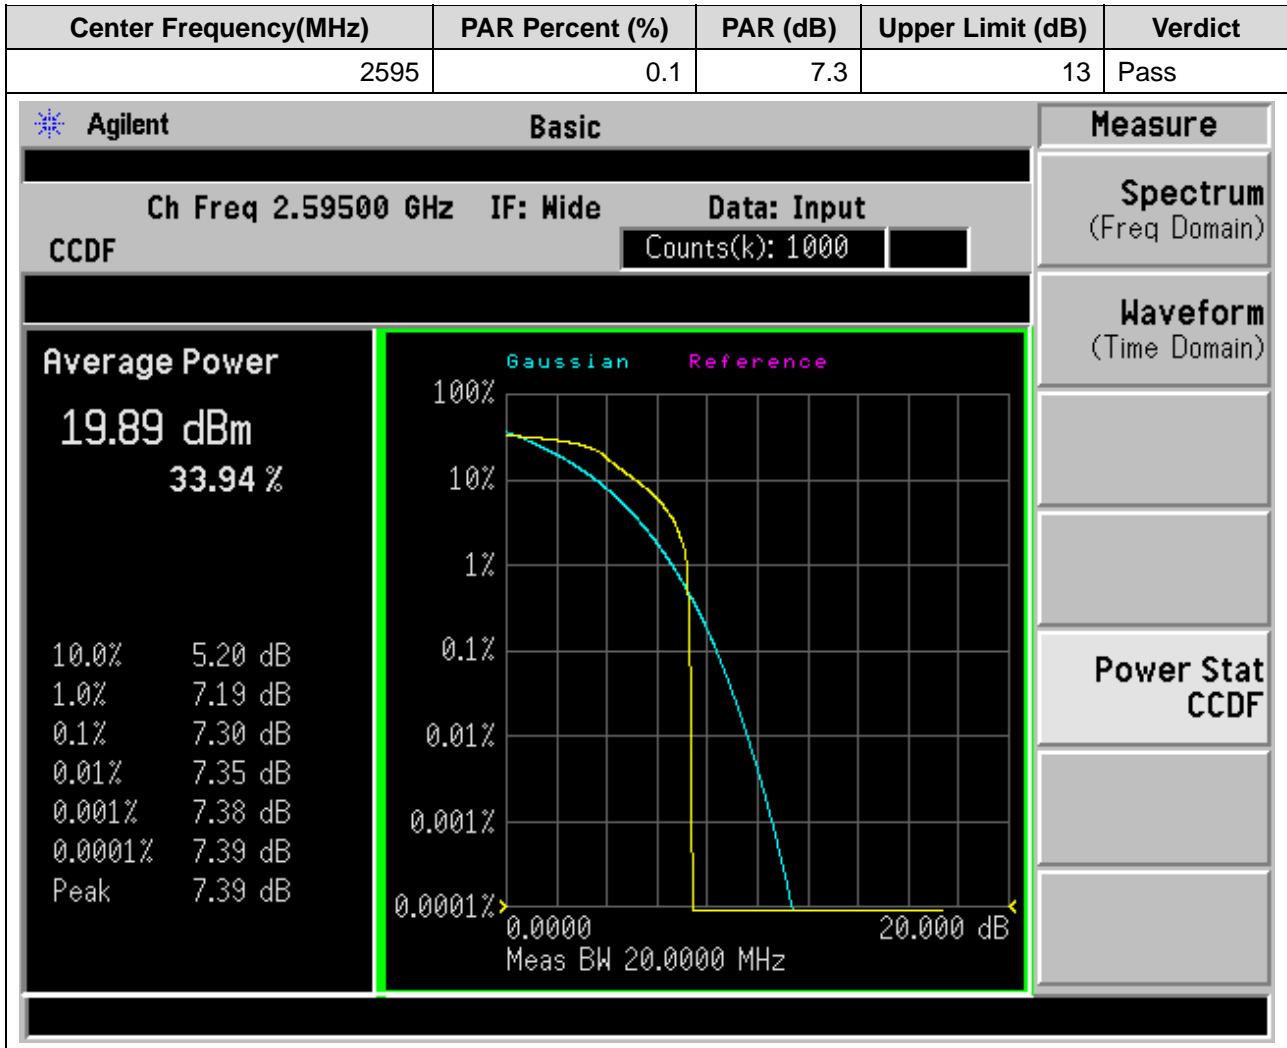 Center Frequency(MHz) PAR Percent (%) PAR (dB) Upper Limit (dB) Verdict
2595 0.1 7.3 13 Pass
Agilent Basic Measure
Ch Freq 2.59500 GHz IF: Wide Data: Input
CCDF Counts(k): 1000
Spectrum
(Freq Domain)
Waveform
(Time Domain)
Power Stat
CCDF
Average Power
19.89 dBm
33.94 %
10.0% 5.20 dB
1.0% 7.19 dB
0.1% 7.30 dB
0.01% 7.35 dB
0.001% 7.38 dB
0.0001% 7.39 dB
Peak 7.39 dB
Gaussian Reference
100%
10%
1%
0.1%
0.01%
0.001%
0.0001%
0.0000 20.000 dB
Meas BW 20.0000 MHz